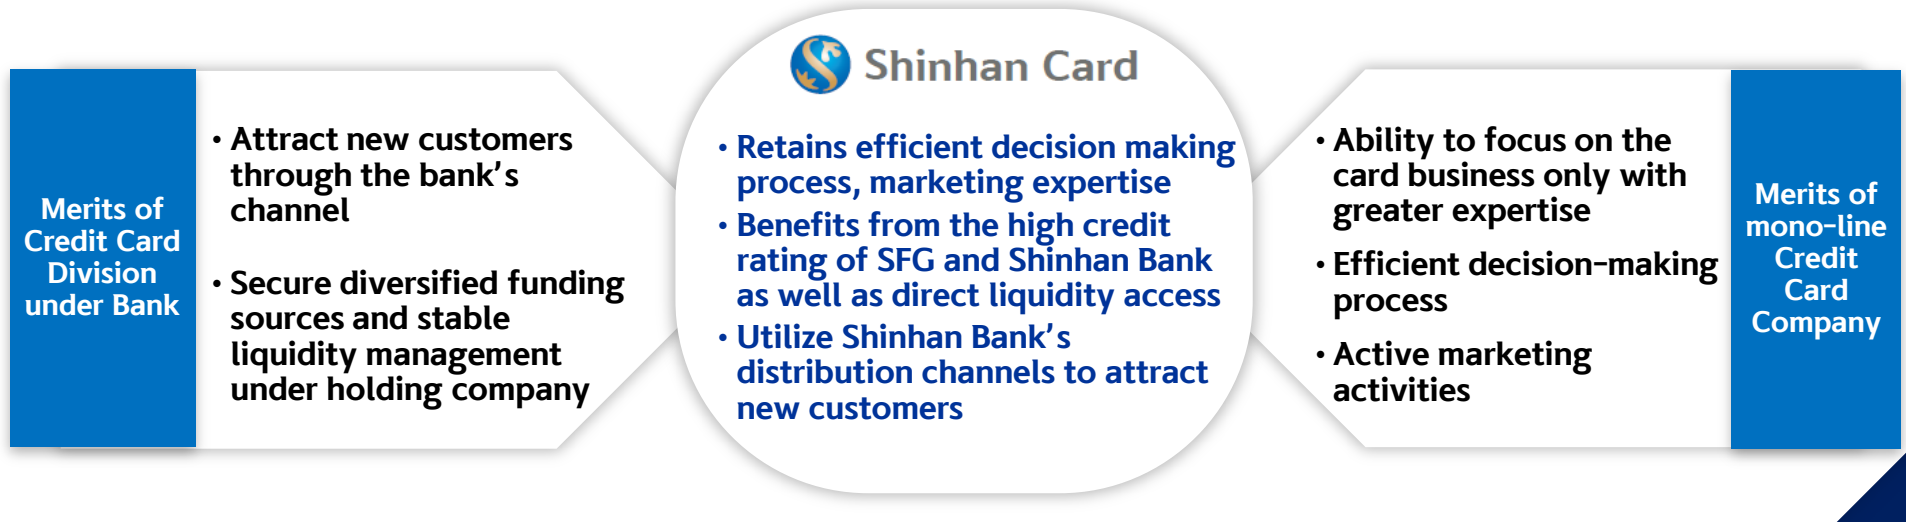 Merits of
Credit Card
Division
under Bank
• Attract new customers
through the bank's
channel
• Secure diversified funding
sources and stable
liquidity management
under holding company
Shinhan Card
• Retains efficient decision making
process, marketing expertise
• Benefits from the high credit
rating of SFG and Shinhan Bank
as well as direct liquidity access
• Utilize Shinhan Bank's
distribution channels to attract
new customers
• Ability to focus on the
card business only with
greater expertise
• Efficient decision-making
process
• Active marketing
activities
Merits of
mono-line
Credit
Card
Company